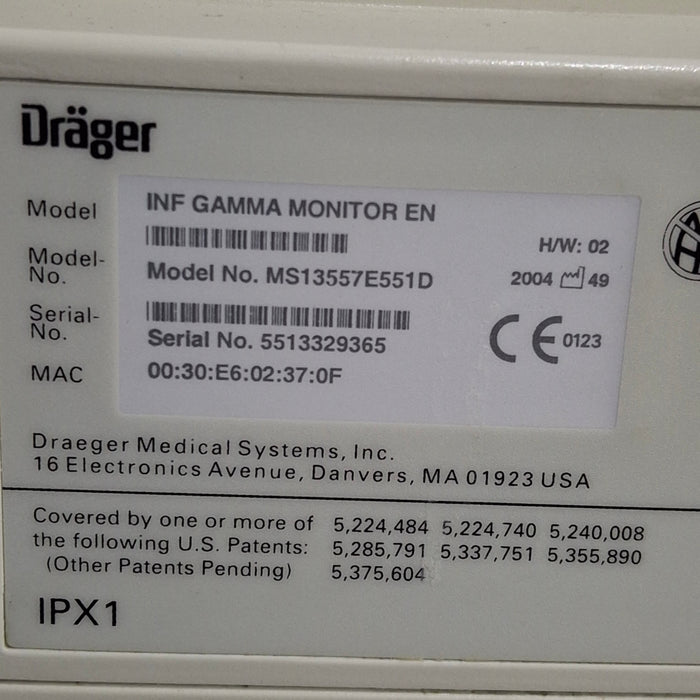 Dräger
Model INF GAMMA MONITOR EN
H/W: 02
Model-No. Model No. MS13557E551D
2004 49
Serial-No. Serial No. 5513329365
CE 0123
MAC 00:30:E6:02:37:0F
Draeger Medical Systems, Inc.
16 Electronics Avenue, Danvers, MA 01923 USA
Covered by one or more of 5,224,484 5,224,740 5,240,008
the following U.S. Patents: 5,285,791 5,337,751 5,355,890
(Other Patents Pending) 5,375,604
IPX1